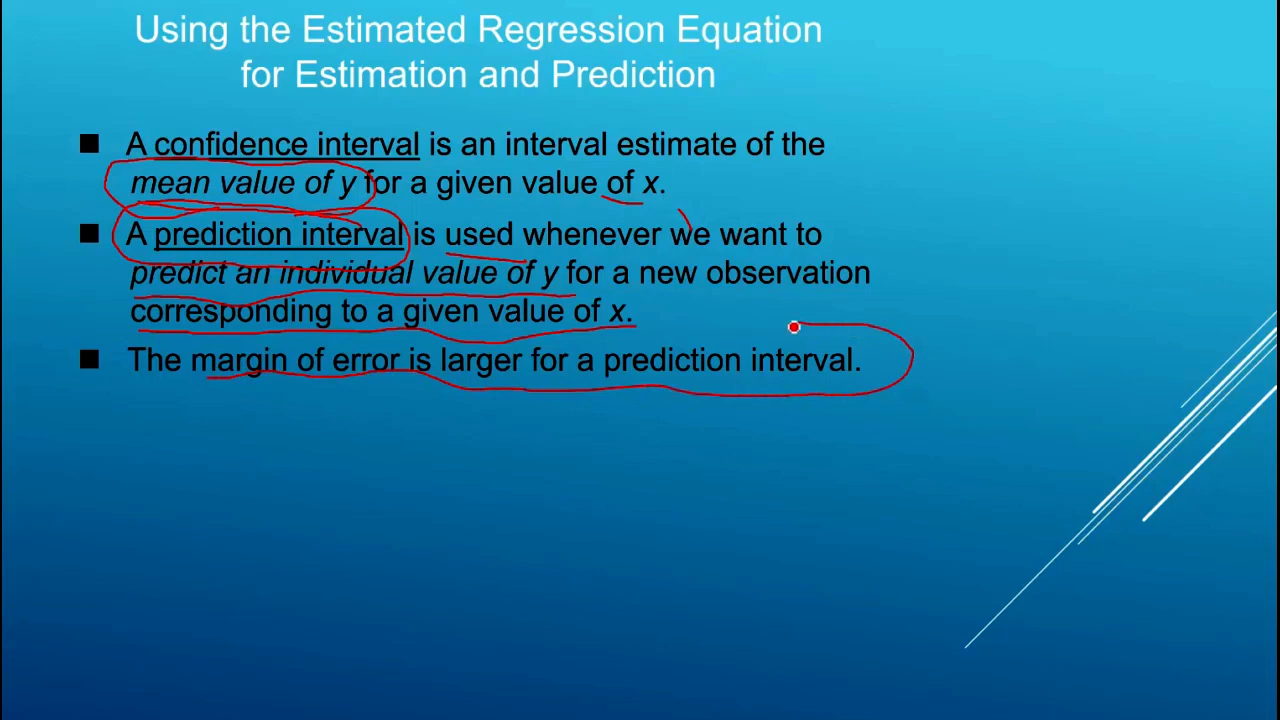 Using the Estimated Regression Equation
for Estimation and Prediction
■ A confidence interval is an interval estimate of the
mean value of y for a given value of x.
■ A prediction interval is used whenever we want to
predict an individual value of y for a new observation
corresponding to a given value of x.
■ The margin of error is larger for a prediction interval.